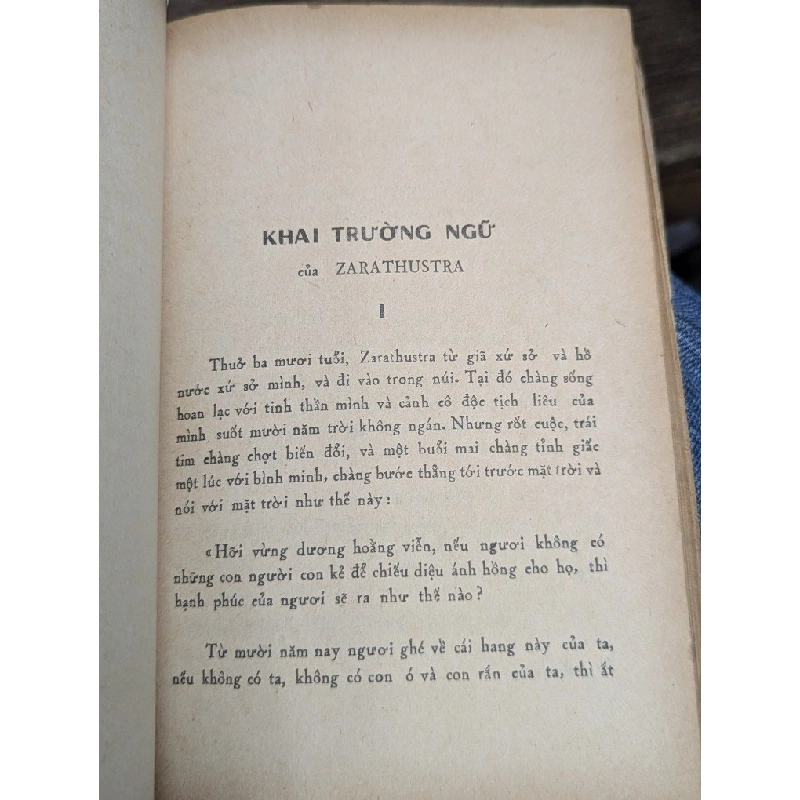 KHAI TRƯỜNG NGỮ
của ZARATHUSTRA
I
Thuở ba mươi tuổi, Zarathustra từ giã xứ sở và hồ
nước xứ sở mình, và đi vào trong núi. Tại đó chàng sống
hoan lạc với tinh thần mình và cảnh cô độc tịch liêu của
mình suốt mười năm trời không ngán. Nhưng rốt cuộc, trái
tim chàng chợt biến đổi, và một buổi mai chàng tỉnh giấc
một lúc với bình minh, chàng bước thẳng tới trước mặt trời và
nói với mặt trời như thế này:
«Hỡi vừng dương hoằng viễn, nếu ngươi không có
những con người con kẻ để chiếu diệu ánh hồng cho họ, thì
hạnh phúc của ngươi sẽ ra như thế nào?
Từ mười năm nay ngươi ghé về cái hang này của ta,
nếu không có ta, không có con ó và con rắn của ta, thì ắt